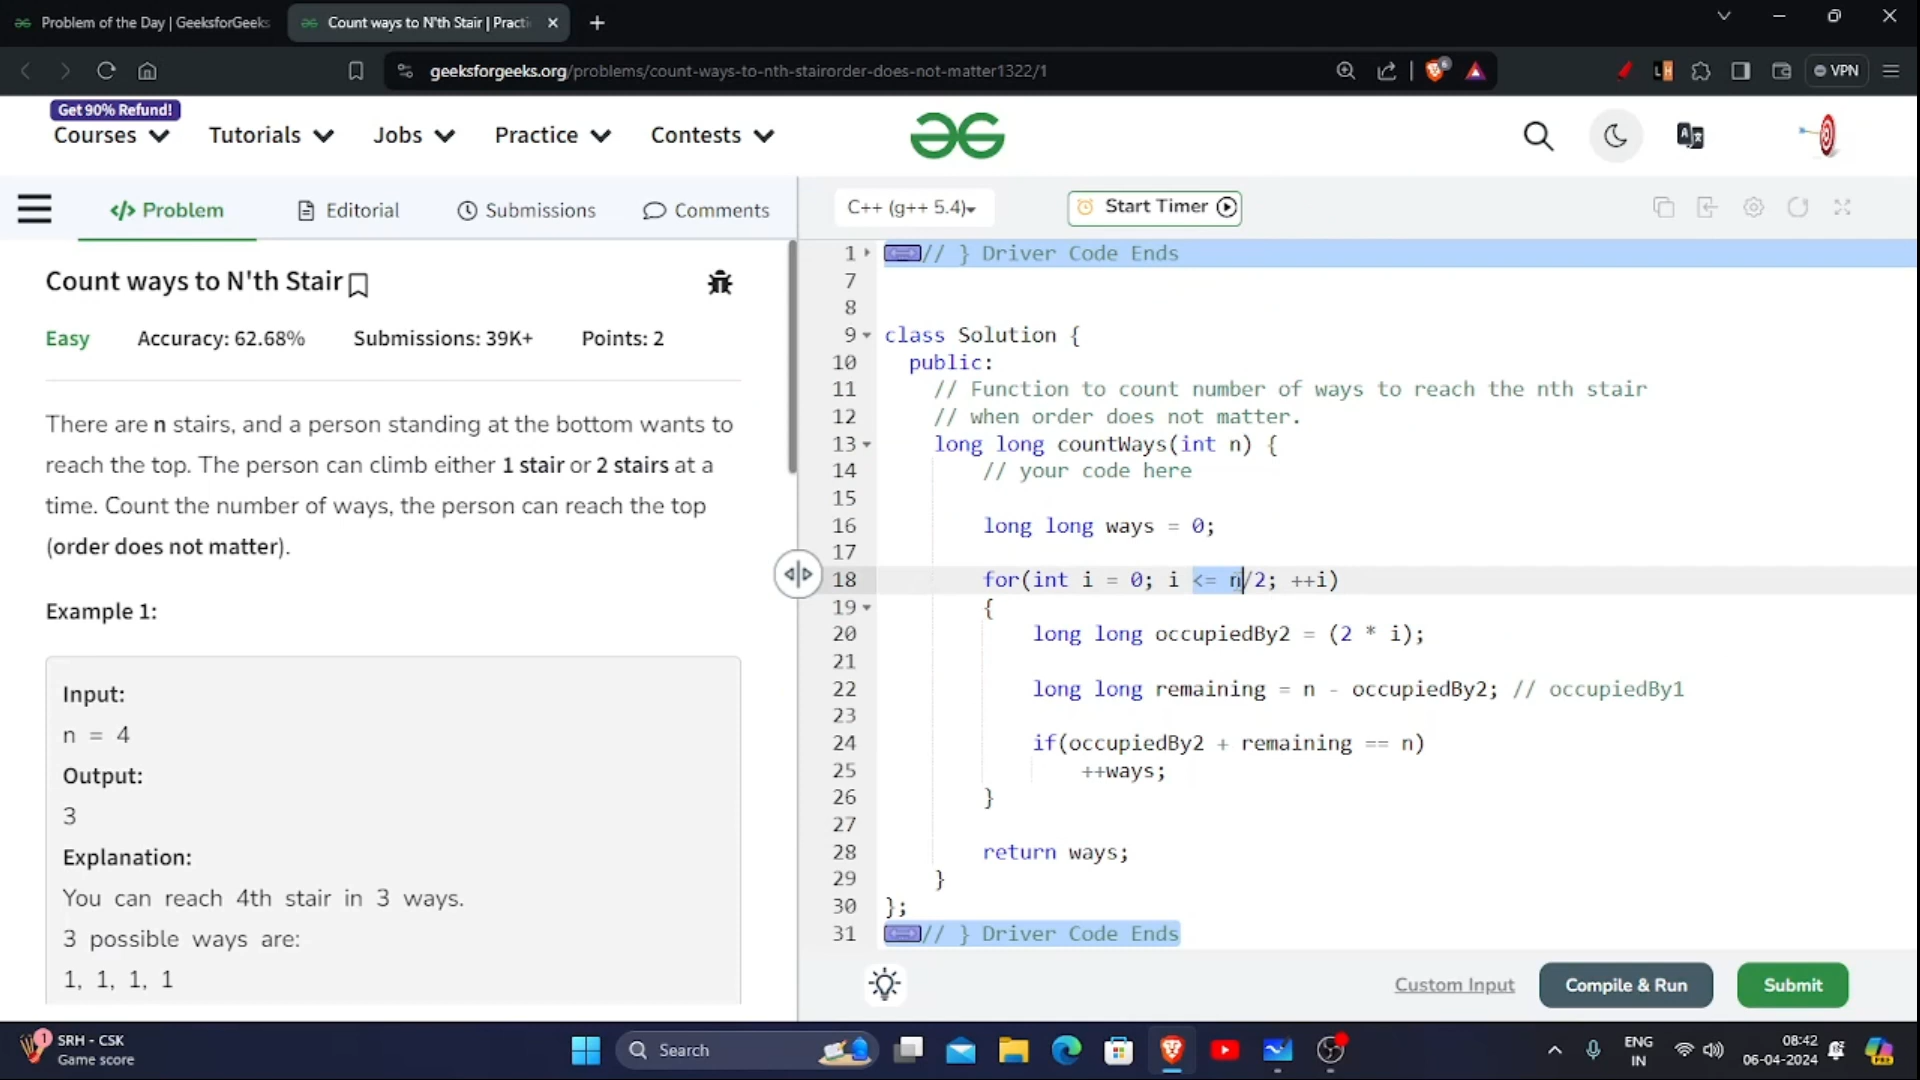 Problem of the Day | GeeksforGeeks
Count ways to N'th Stair | Practi
geeksforgeeks.org/problems/count-ways-to-nth-stairorder-does-not-matter1322/1
6
VPN
Get 90% Refund!
Courses
Tutorials
Jobs
Practice
Contests
</> Problem
Editorial
Submissions
Comments
C++ (g++ 5.4)
Start Timer
Count ways to N'th Stair
Easy
Accuracy: 62.68%
Submissions: 39K+
Points: 2
There are n stairs, and a person standing at the bottom wants to
reach the top. The person can climb either 1 stair or 2 stairs at a
time. Count the number of ways, the person can reach the top
(order does not matter).
Example 1:
Input:
n = 4
Output:
3
Explanation:
You can reach 4th stair in 3 ways.
3 possible ways are:
1, 1, 1, 1
1 // } Driver Code Ends
7
8
9 class Solution {
10 public:
11 // Function to count number of ways to reach the nth stair
12 // when order does not matter.
13 long long countWays(int n) {
14 // your code here
15
16 long long ways = 0;
17
18 for(int i = 0; i <= n/2; ++i)
19 {
20 long long occupiedBy2 = (2 * i);
21
22 long long remaining = n - occupiedBy2; // occupiedBy1
23
24 if(occupiedBy2 + remaining == n)
25 ++ways;
26 }
27
28 return ways;
29 }
30 };
31 // } Driver Code Ends
Custom Input
Compile & Run
Submit
1
SRH - CSK
Game score
Search
ENG
IN
08:42
06-04-2024